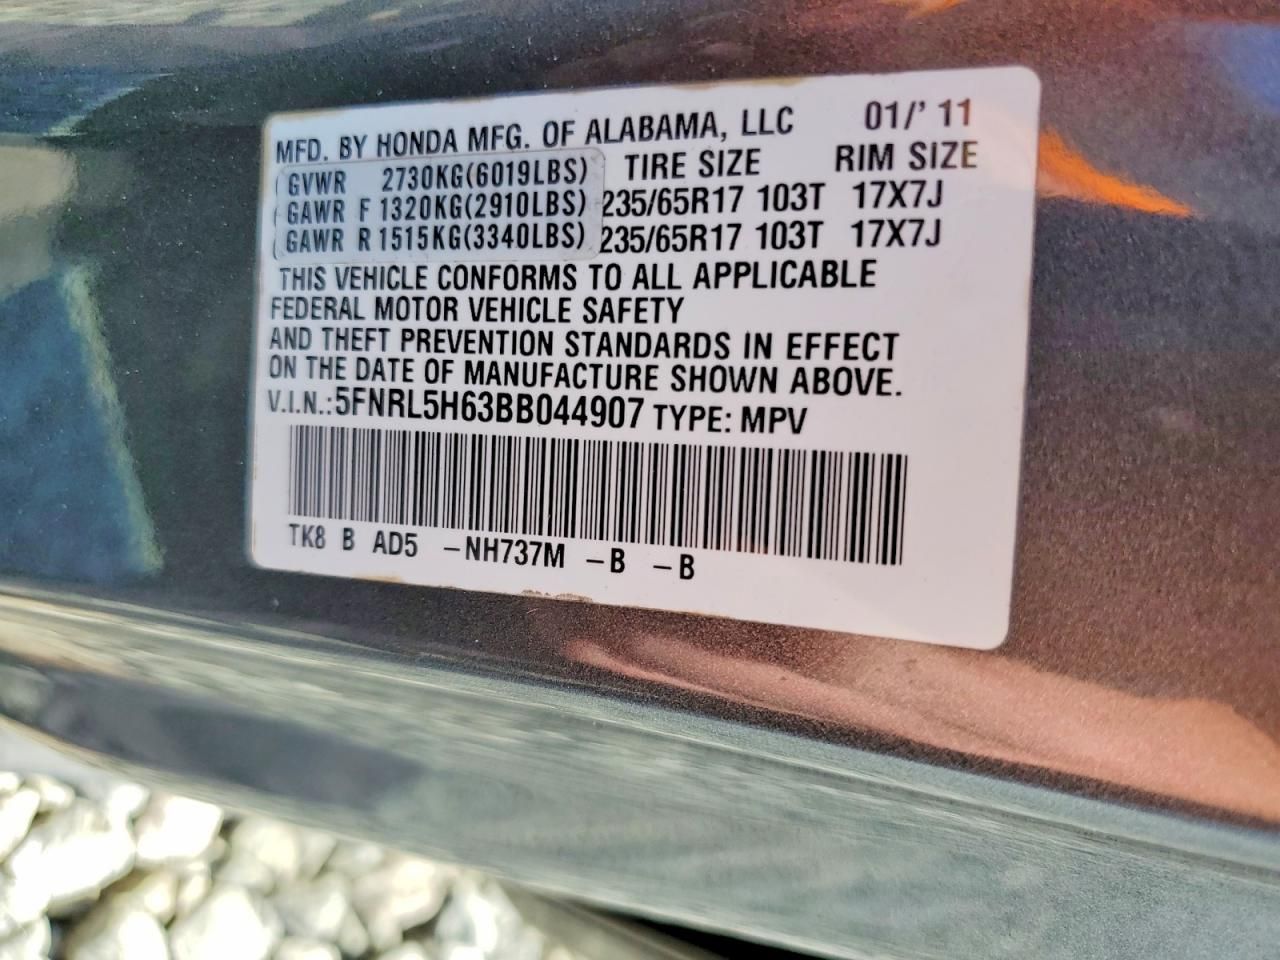 MFD. BY HONDA MFG. OF ALABAMA, LLC 01/' 11
GVWR 2730KG(6019LBS) TIRE SIZE RIM SIZE
GAWR F 1320KG(2910LBS) 235/65R17 103T 17X7J
GAWR R 1515KG(3340LBS) 235/65R17 103T 17X7J
THIS VEHICLE CONFORMS TO ALL APPLICABLE
FEDERAL MOTOR VEHICLE SAFETY
AND THEFT PREVENTION STANDARDS IN EFFECT
ON THE DATE OF MANUFACTURE SHOWN ABOVE.
V.I.N.:5FNRL5H63BB044907 TYPE: MPV
TK8 B AD5 -NH737M -B -B